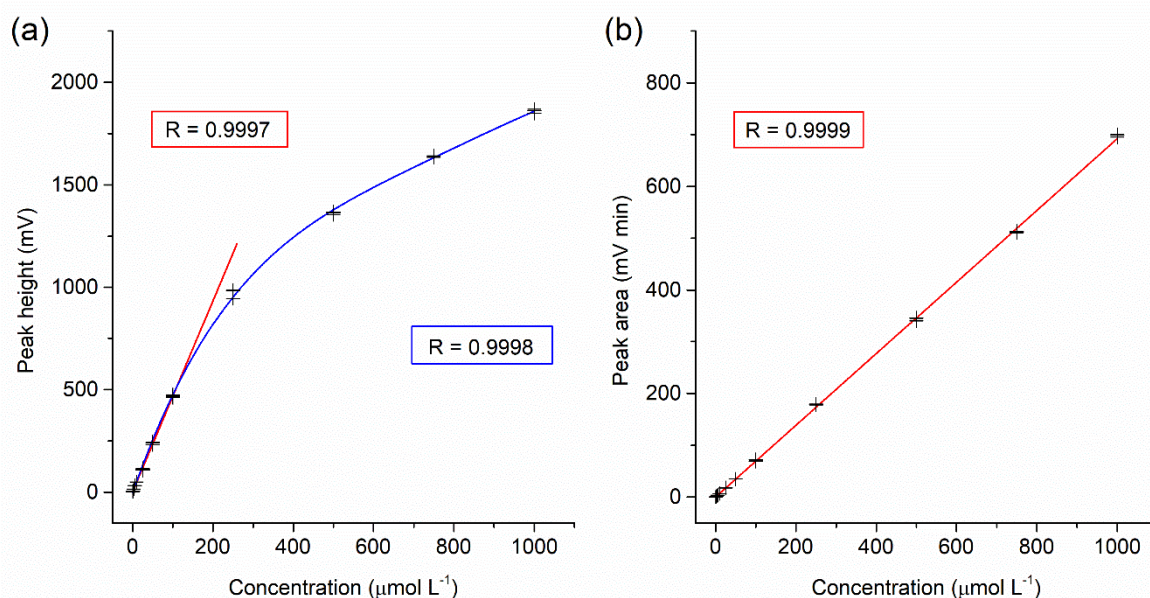 (a)
2000
1500
1000
500
0
Peak height (mV)
R = 0.9997
R = 0.9998
0 200 400 600 800 1000
Concentration (μmol L⁻¹)
(b)
800
600
400
200
0
Peak area (mV min)
R = 0.9999
0 200 400 600 800 1000
Concentration (μmol L⁻¹)